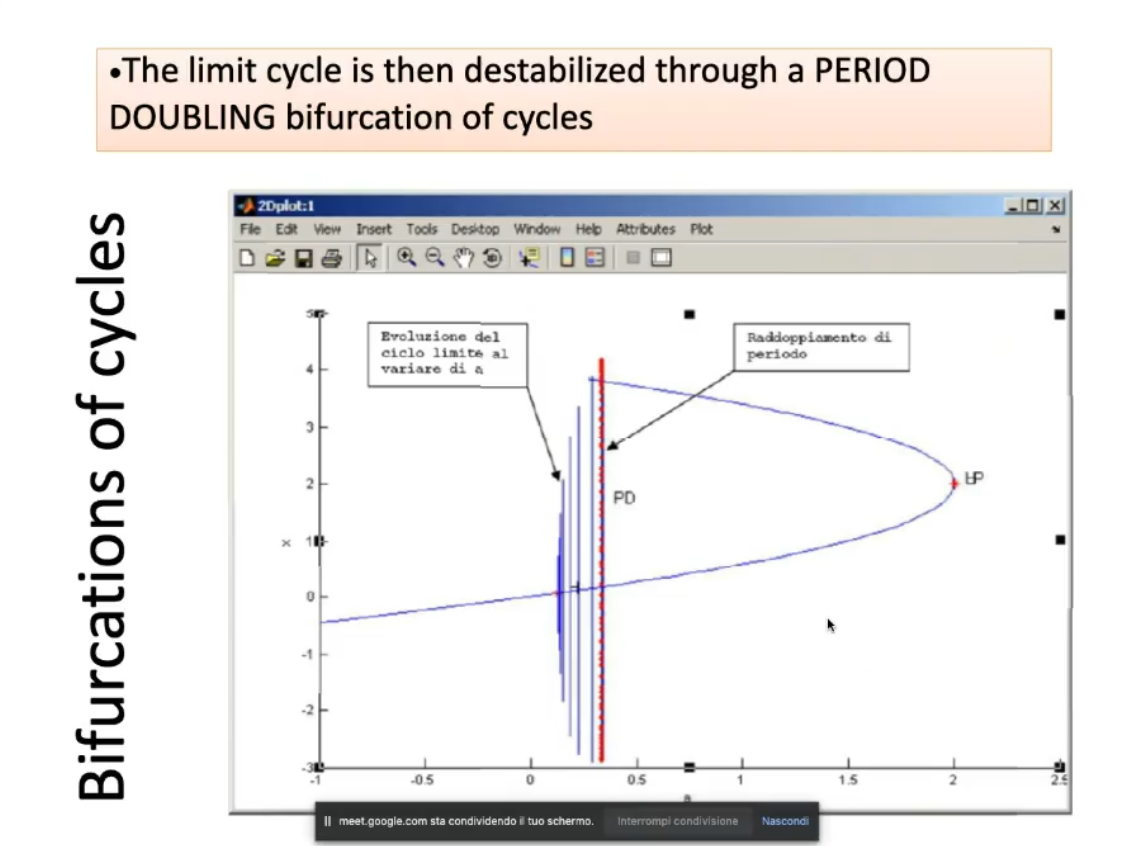 •The limit cycle is then destabilized through a PERIOD
DOUBLING bifurcation of cycles
Bifurcations of cycles
2Dplot:1
File Edit View Insert Tools Desktop Window Help Attributes Plot
Evoluzione del
ciclo limite al
variare di a
Raddoppiamento di
periodo
5
4
3
2
1
0
-1
-2
-3
x
PD
H
-1 -0.5 0 0.5 1 1.5 2 2.5
a
meet.google.com sta condividendo il tuo schermo. Interrompi condivisione Nascondi